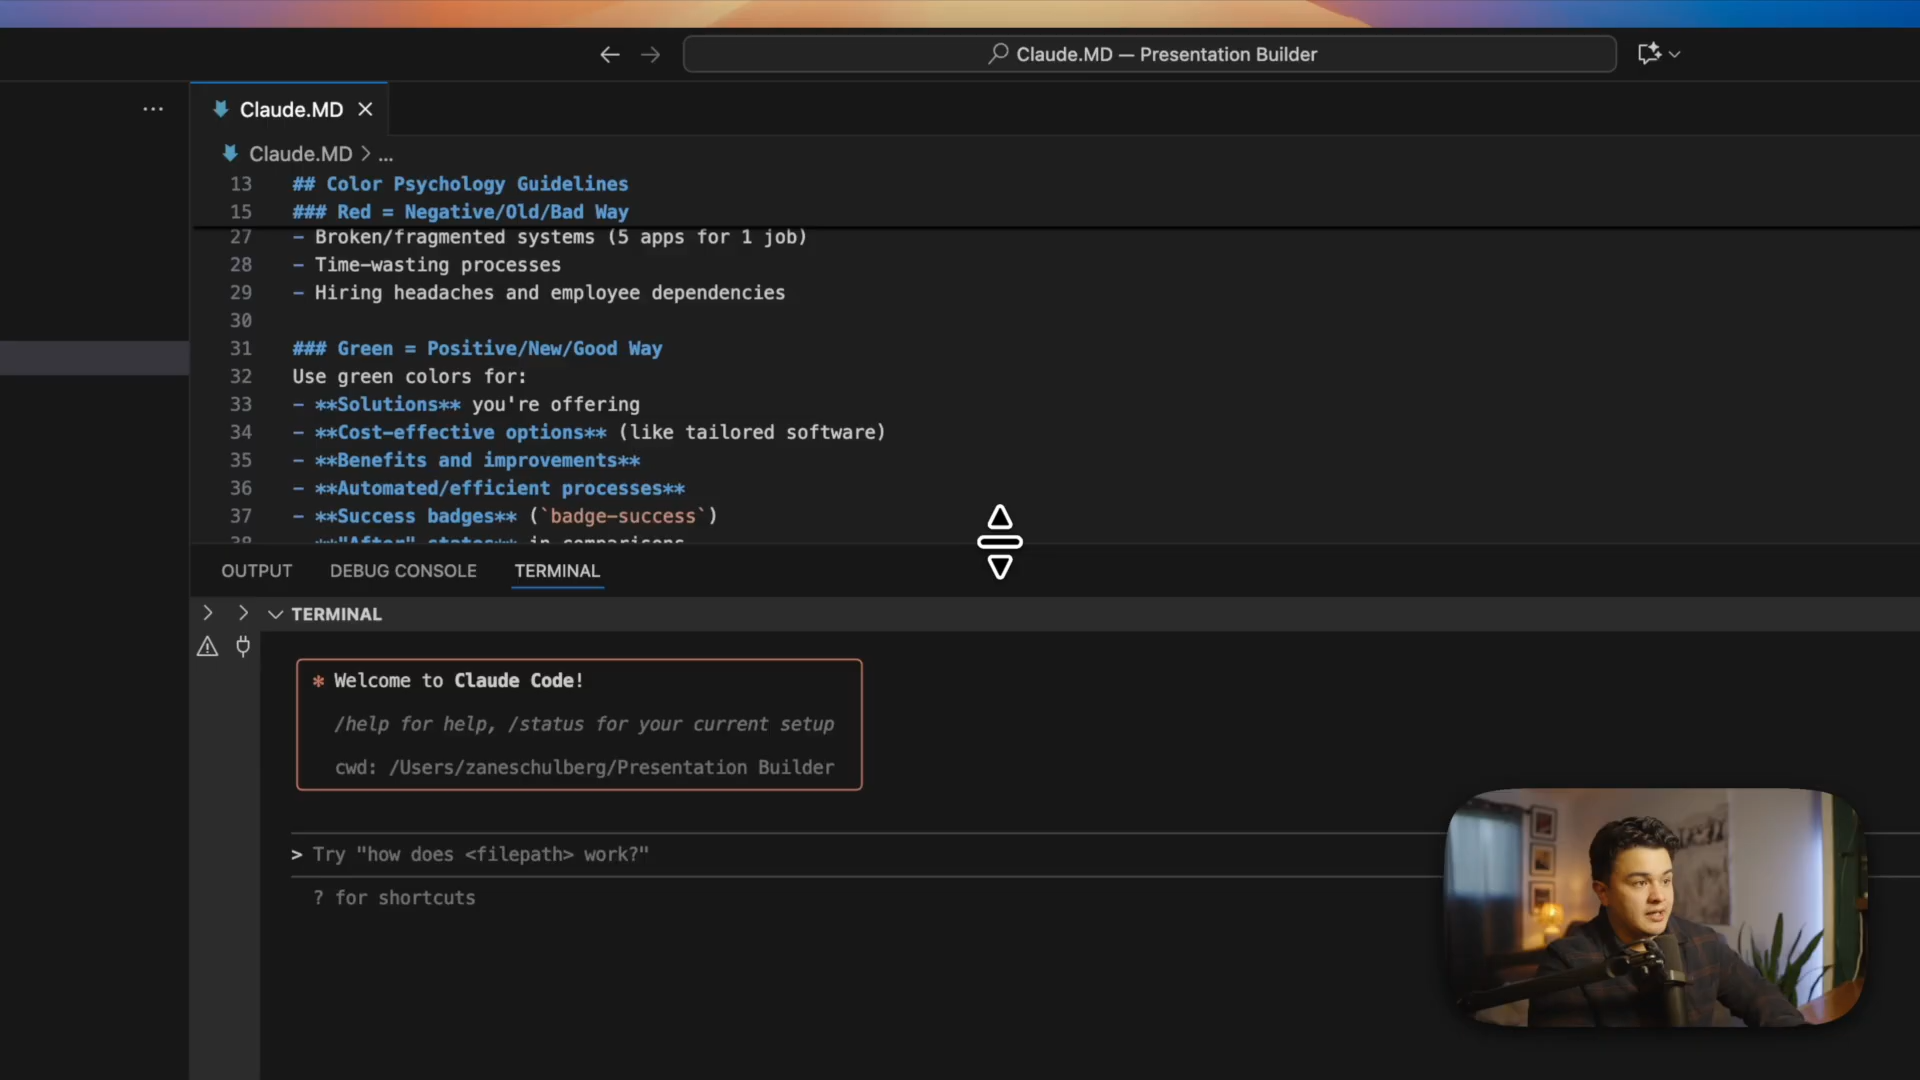 Claude.MD — Presentation Builder
...
Claude.MD
Claude.MD > ...
13 ## Color Psychology Guidelines
15 ### Red = Negative/Old/Bad Way
27 - Broken/fragmented systems (5 apps for 1 job)
28 - Time-wasting processes
29 - Hiring headaches and employee dependencies
30
31 ### Green = Positive/New/Good Way
32 Use green colors for:
33 - **Solutions** you're offering
34 - **Cost-effective options** (like tailored software)
35 - **Benefits and improvements**
36 - **Automated/efficient processes**
37 - **Success badges** (`badge-success`)
38 - **"After" states** in comparisons
OUTPUT DEBUG CONSOLE TERMINAL
TERMINAL
* Welcome to Claude Code!
/help for help, /status for your current setup
cwd: /Users/zaneschulberg/Presentation Builder
> Try "how does <filepath> work?"
? for shortcuts